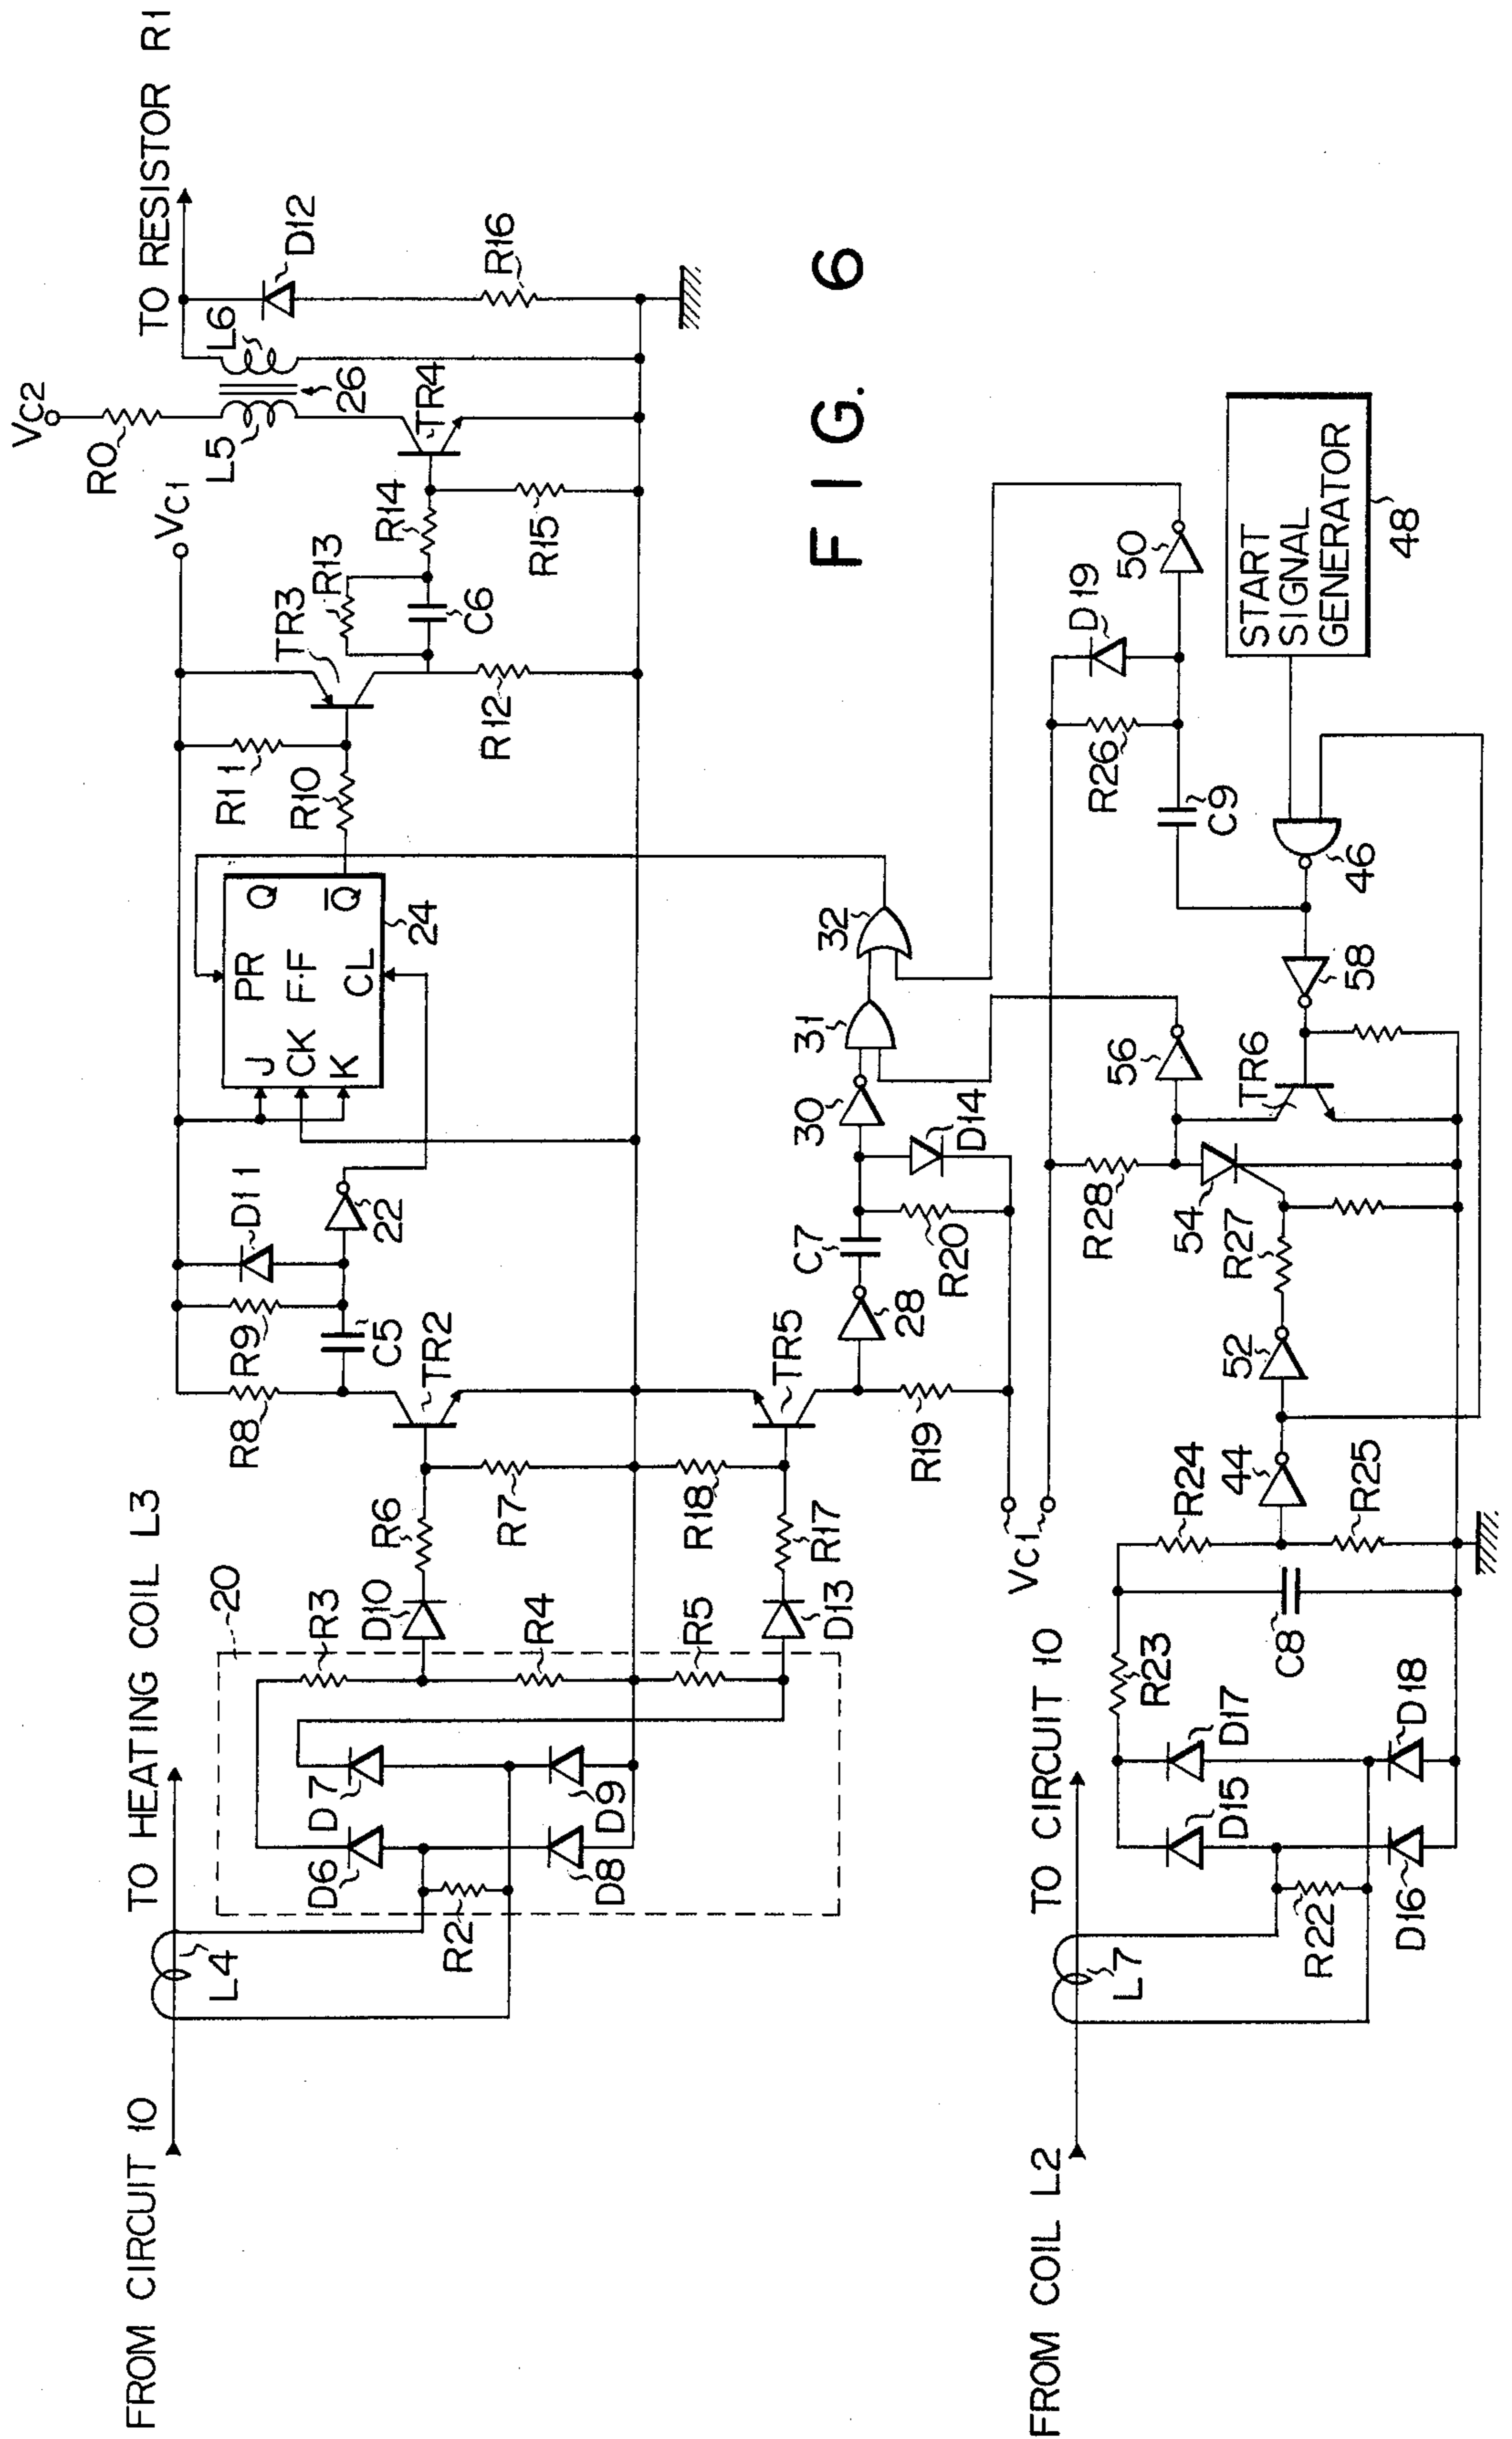 FROM CIRCUIT 10
TO HEATING COIL L3
TO RESISTOR R1
L4
R2
20
D6
D7
D8
D9
R3
R4
R5
D10
D13
R6
R7
R17
R18
R8
R9
C5
D11
TR2
TR5
22
R19
28
C7
R20
D14
30
31
32
J
CK
K
PR
F·F
CL
Q
Q̅
24
R10
R11
TR3
R12
R13
C6
R14
R15
TR4
VC1
VC2
R0
L5
L6
26
D12
R16
FIG. 6
VC1
FROM COIL L2
TO CIRCUIT 10
L7
R22
D15
D16
D17
D18
R23
C8
R24
R25
44
52
R27
R28
54
56
TR6
58
46
C9
R26
D19
50
START
SIGNAL
GENERATOR
48